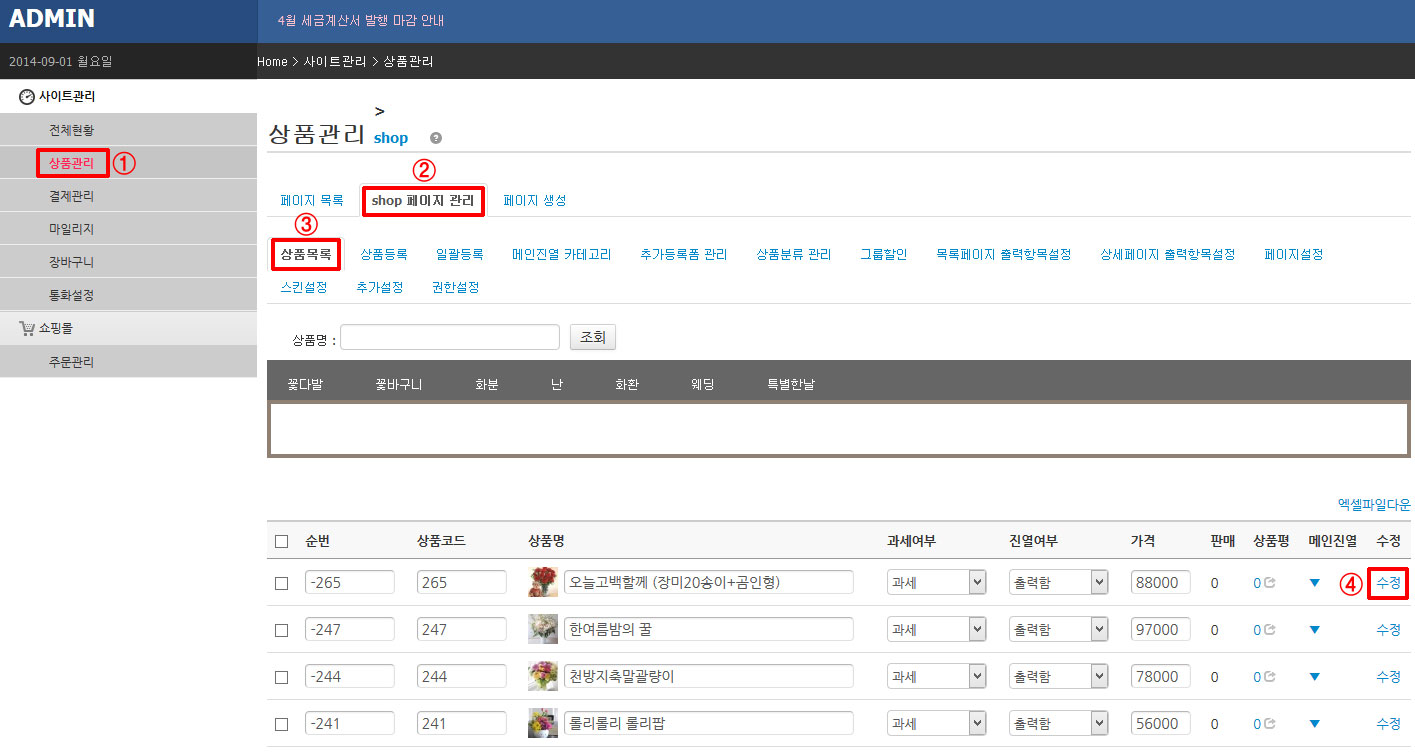 ADMIN
4월 세금계산서 발행 마감 안내
2014-09-01 월요일
Home > 사이트관리 > 상품관리
사이트관리
전체현황
상품관리 ①
결제관리
마일리지
장바구니
통화설정
쇼핑몰
주문관리
>
상품관리 shop ?
②
페이지 목록 shop 페이지 관리 페이지 생성
③
상품목록 상품등록 일괄등록 메인진열 카테고리 추가등록폼 관리 상품분류 관리 그룹할인 목록페이지 출력항목설정 상세페이지 출력항목설정 페이지설정
스킨설정 추가설정 권한설정
상품명 : 조회
꽃다발 꽃바구니 화분 난 화환 웨딩 특별한날
엑셀파일다운
순번 상품코드 상품명 과세여부 진열여부 가격 판매 상품평 메인진열 수정
-265 265 오늘고백할께 (장미20송이+곰인형) 과세 출력함 88000 0 0 ▼ ④ 수정
-247 247 한여름밤의 꿀 과세 출력함 97000 0 0 ▼ 수정
-244 244 천방지축말괄량이 과세 출력함 78000 0 0 ▼ 수정
-241 241 롤리롤리 롤리팝 과세 출력함 56000 0 0 ▼ 수정